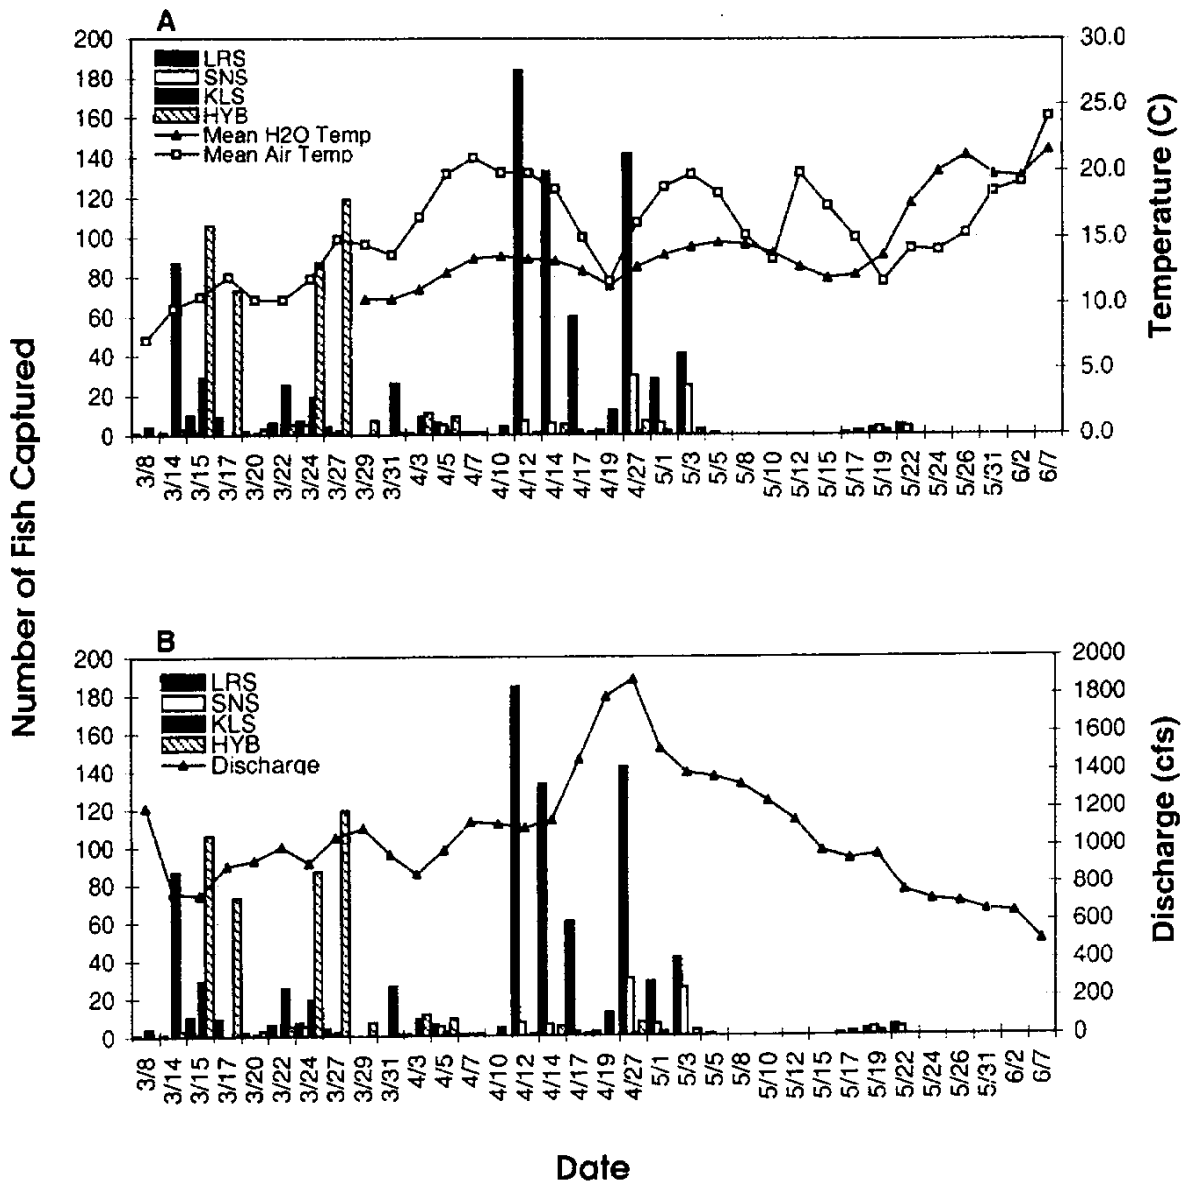 A
200
180
160
140
120
100
80
60
40
20
0
LRS
SNS
KLS
HYB
Mean H2O Temp
Mean Air Temp
30.0
25.0
20.0
15.0
10.0
5.0
0.0
Temperature (C)
3/8 3/14 3/15 3/17 3/20 3/22 3/24 3/27 3/29 3/31 4/3 4/5 4/7 4/10 4/12 4/14 4/17 4/19 4/27 5/1 5/3 5/5 5/8 5/10 5/12 5/15 5/17 5/19 5/22 5/24 5/26 5/31 6/2 6/7
Number of Fish Captured
B
200
180
160
140
120
100
80
60
40
20
0
LRS
SNS
KLS
HYB
Discharge
2000
1800
1600
1400
1200
1000
800
600
400
200
0
Discharge (cfs)
3/8 3/14 3/15 3/17 3/20 3/22 3/24 3/27 3/29 3/31 4/3 4/5 4/7 4/10 4/12 4/14 4/17 4/19 4/27 5/1 5/3 5/5 5/8 5/10 5/12 5/15 5/17 5/19 5/22 5/24 5/26 5/31 6/2 6/7
Date